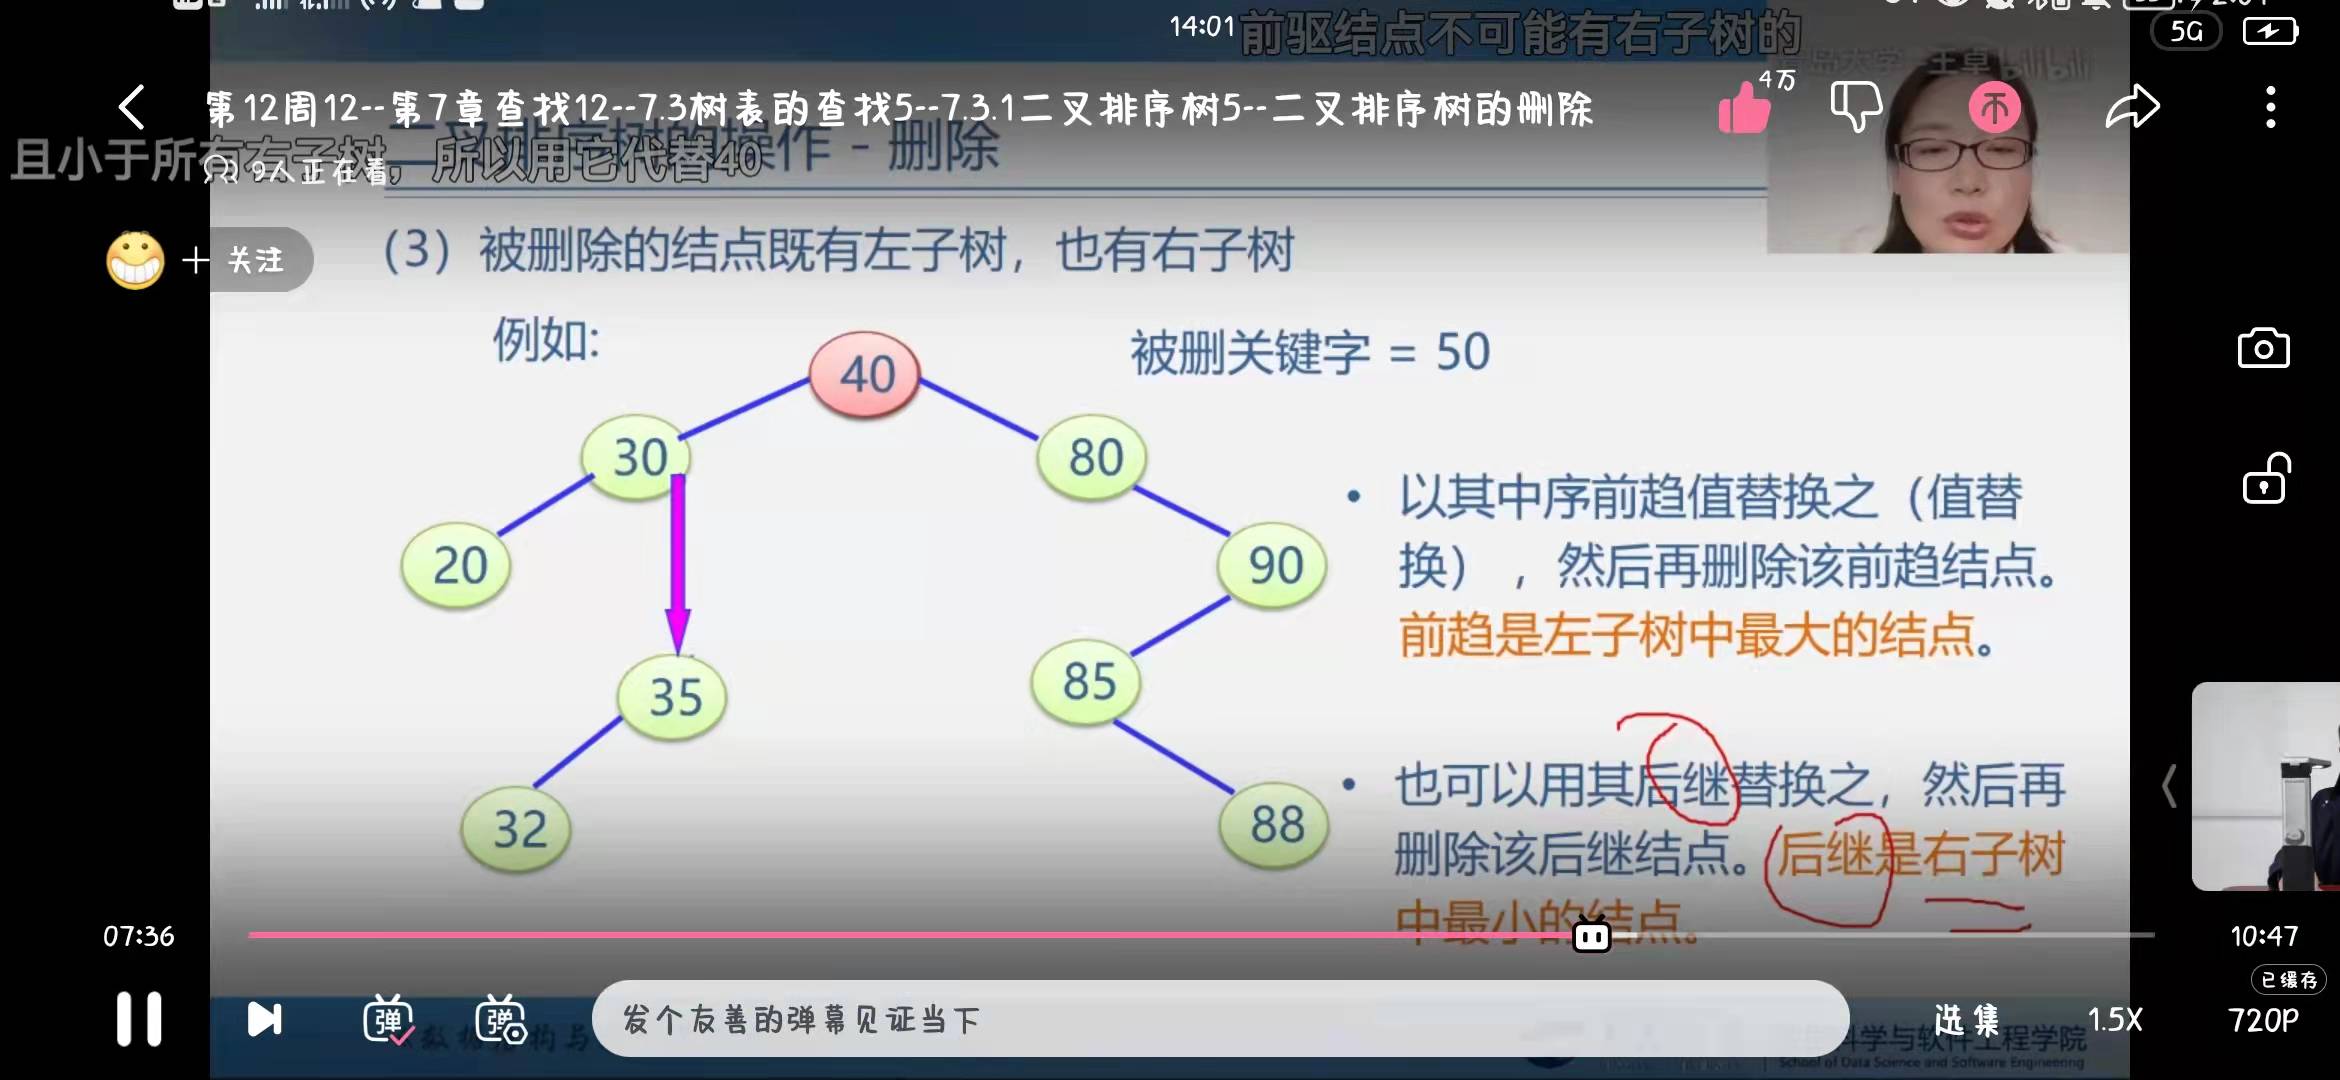 14:01
前驱结点不可能有右子树的
5G
第12周12--第7章查找12--7.3树表的查找5--7.3.1二叉排序树5--二叉排序树的删除
4万
二叉排序树的操作 - 删除
且小于所有右子树，所以用它代替40
9人正在看
+ 关注
（3）被删除的结点既有左子树，也有右子树
例如:
被删关键字 = 50
40
30
80
20
90
35
85
32
88
• 以其中序前趋值替换之（值替
换），然后再删除该前趋结点。
前趋是左子树中最大的结点。
• 也可以用其后继替换之，然后再
删除该后继结点。后继是右子树
中最小的结点。
07:36
10:47
已缓存
弹
弹
发个友善的弹幕见证当下
选集
1.5X
720P
数据结构与
科学与软件工程学院
School of Data Science and Software Engineering